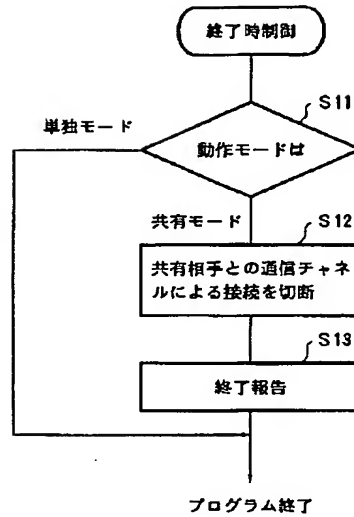 終了時制御
S11
単独モード
動作モードは
共有モード
S12
共有相手との通信チャネ
ルによる接続を切断
S13
終了報告
プログラム終了